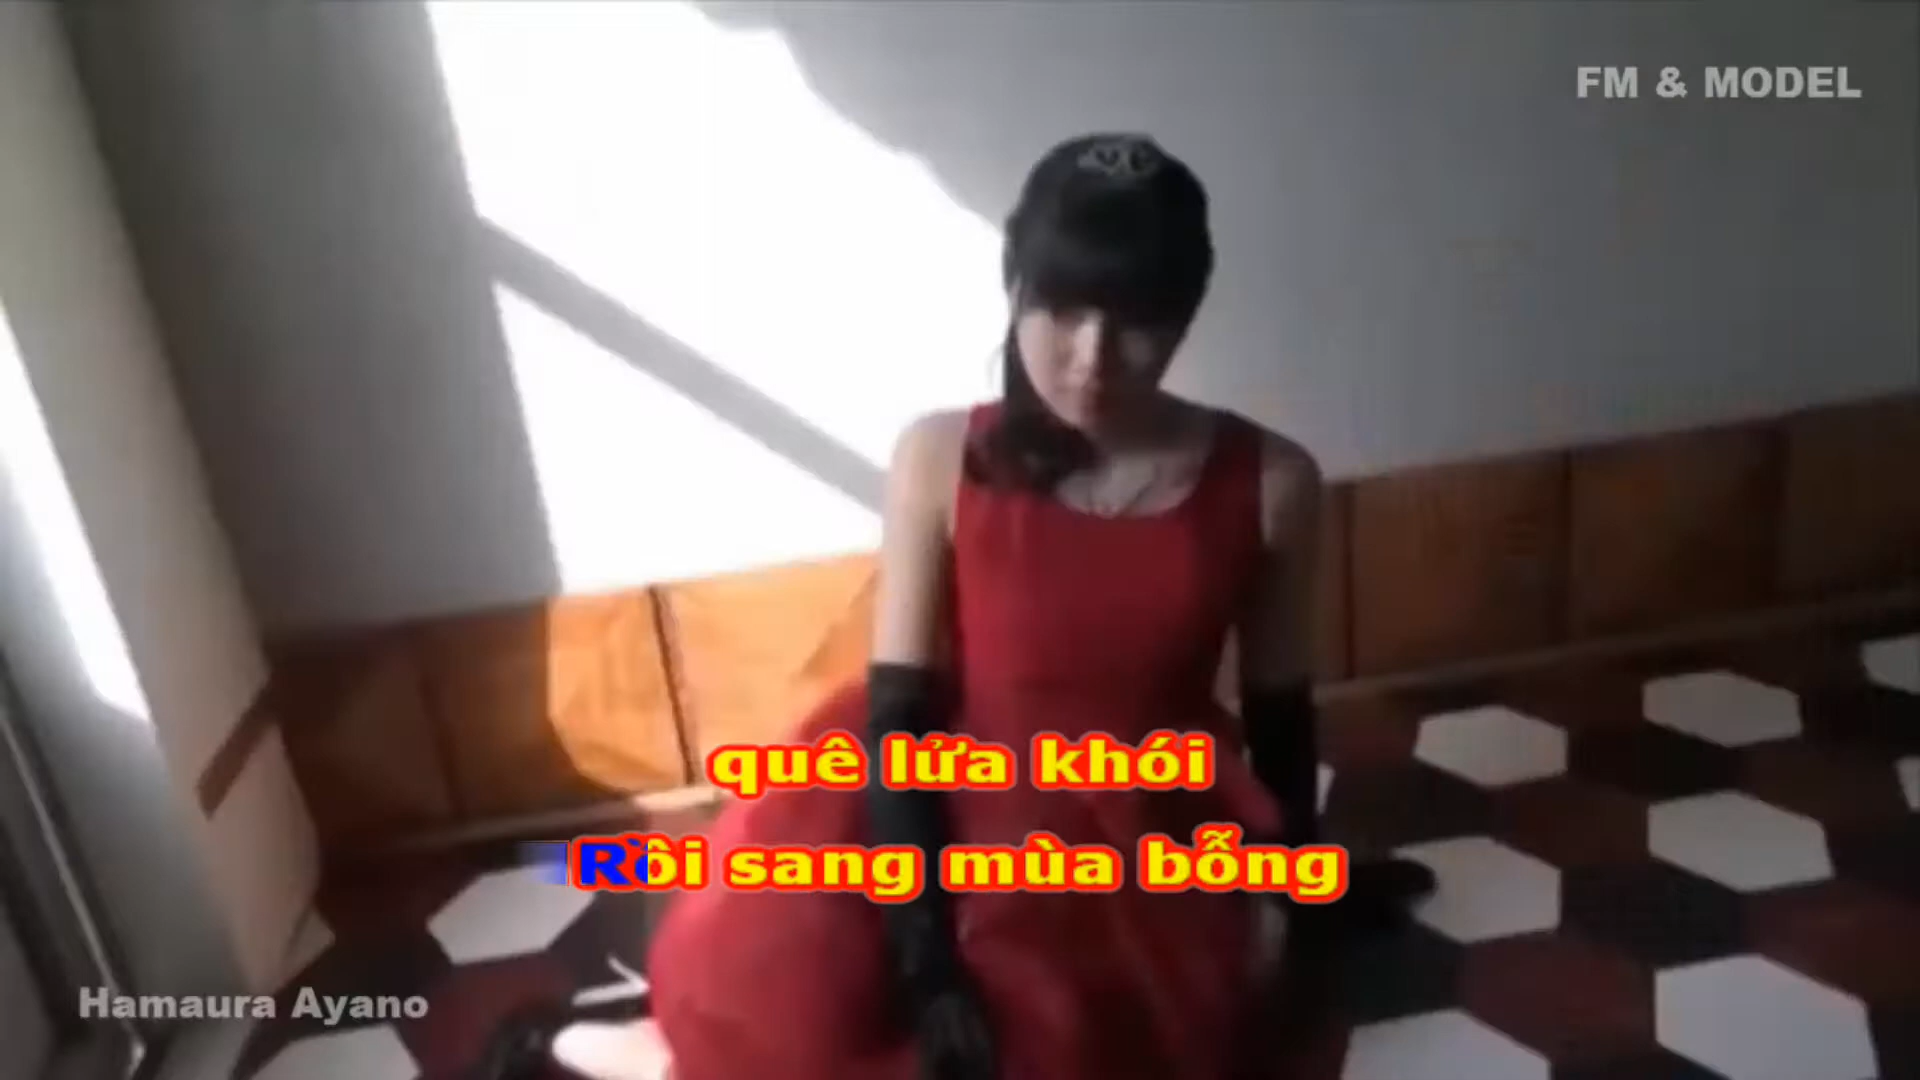 FM & MODEL
quê lửa khói
Rồi sang mùa bỗng
Hamaura Ayano